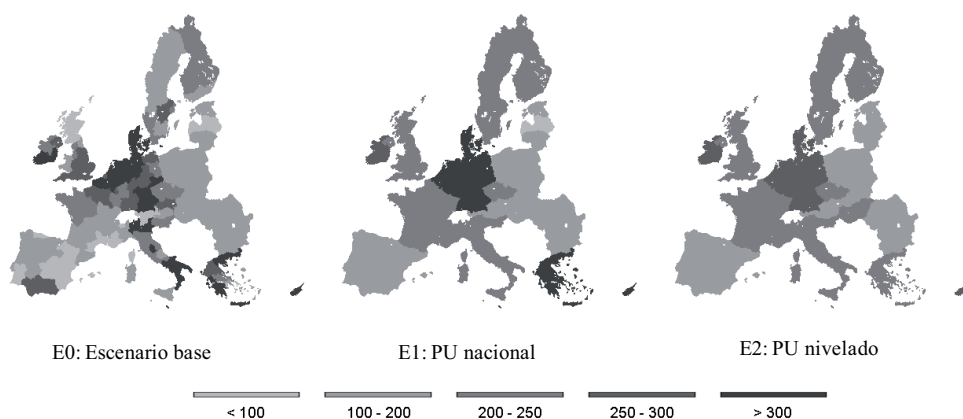 E0: Escenario base
E1: PU nacional
E2: PU nivelado
< 100
100 - 200
200 - 250
250 - 300
> 300